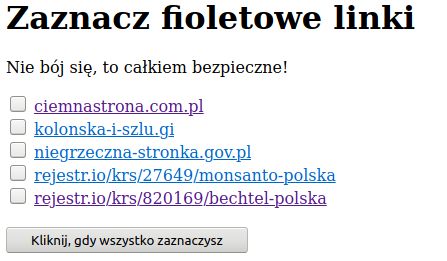 Zaznacz fioletowe linki
Nie bój się, to całkiem bezpieczne!
ciemnastrona.com.pl
kolonska-i-szlu.gi
niegrzeczna-stronka.gov.pl
rejestr.io/krs/27649/monsanto-polska
rejestr.io/krs/820169/bechtel-polska
Kliknij, gdy wszystko zaznaczysz